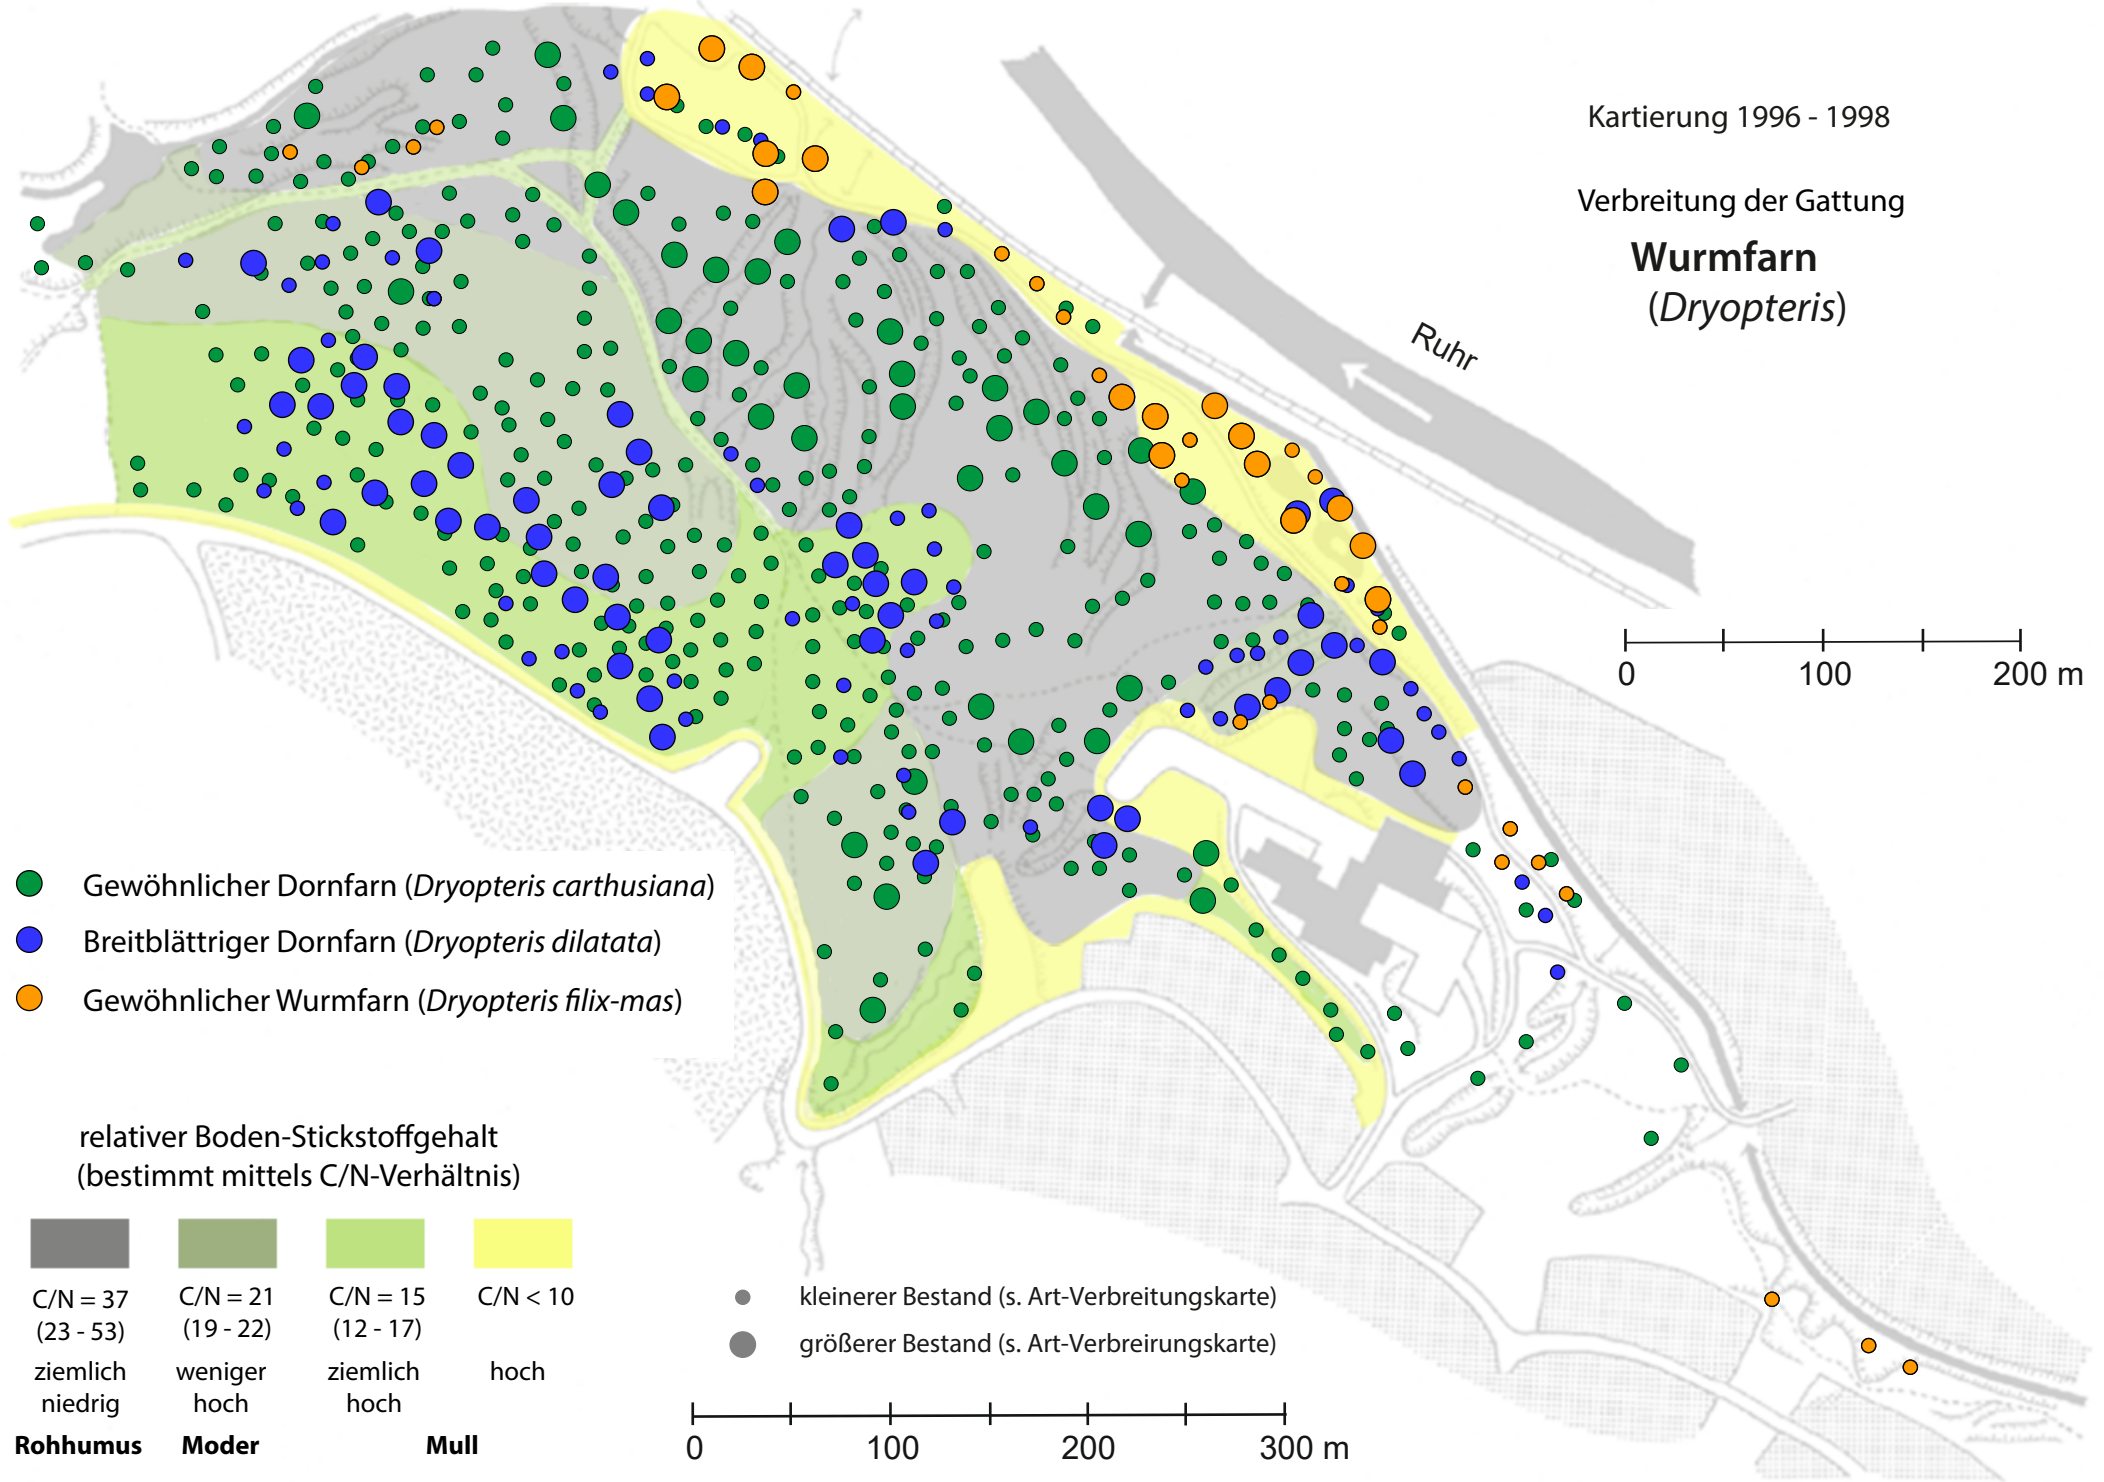 Kartierung 1996 - 1998
Verbreitung der Gattung
Wurmfarn
(Dryopteris)
Ruhr
0 100 200 m
Gewöhnlicher Dornfarn (Dryopteris carthusiana)
Breitblättriger Dornfarn (Dryopteris dilatata)
Gewöhnlicher Wurmfarn (Dryopteris filix-mas)
relativer Boden-Stickstoffgehalt
(bestimmt mittels C/N-Verhältnis)
C/N = 37 C/N = 21 C/N = 15 C/N < 10
(23 - 53) (19 - 22) (12 - 17)
ziemlich weniger ziemlich hoch
niedrig hoch hoch
Rohhumus Moder Mull
kleinerer Bestand (s. Art-Verbreitungskarte)
größerer Bestand (s. Art-Verbreirungskarte)
0 100 200 300 m